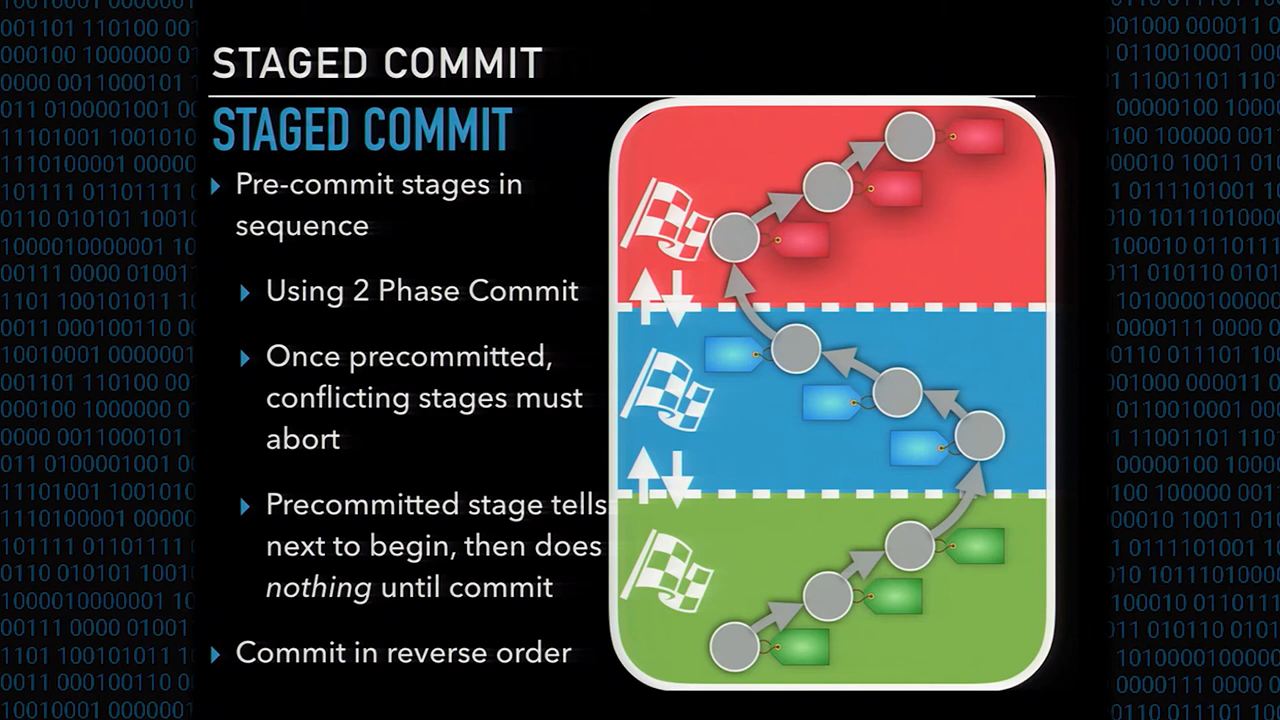 STAGED COMMIT
STAGED COMMIT
Pre-commit stages in
sequence
Using 2 Phase Commit
Once precommitted,
conflicting stages must
abort
Precommitted stage tells
next to begin, then does
nothing until commit
Commit in reverse order